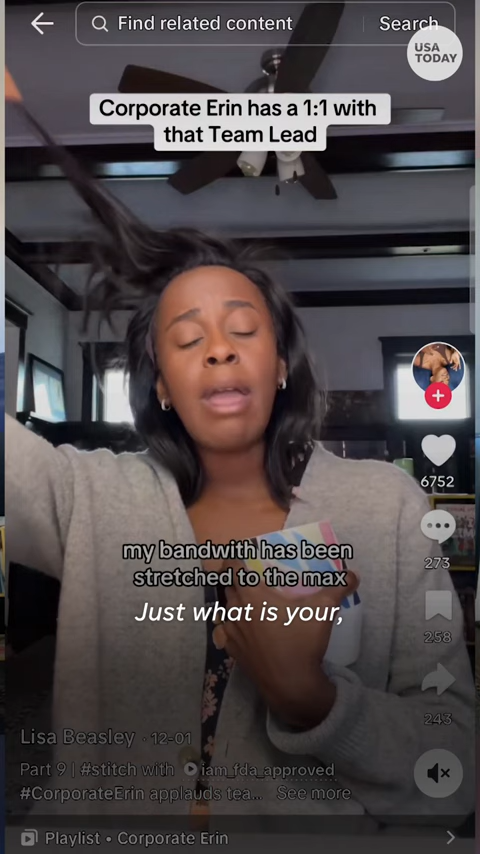 Find related content
Search
USA
TODAY
Corporate Erin has a 1:1 with
that Team Lead
6752
my bandwith has been
stretched to the max
273
Just what is your,
258
243
Lisa Beasley · 12-01
Part 9 | #stitch with iam_fda_approved
#CorporateErin applauds tea... See more
Playlist • Corporate Erin